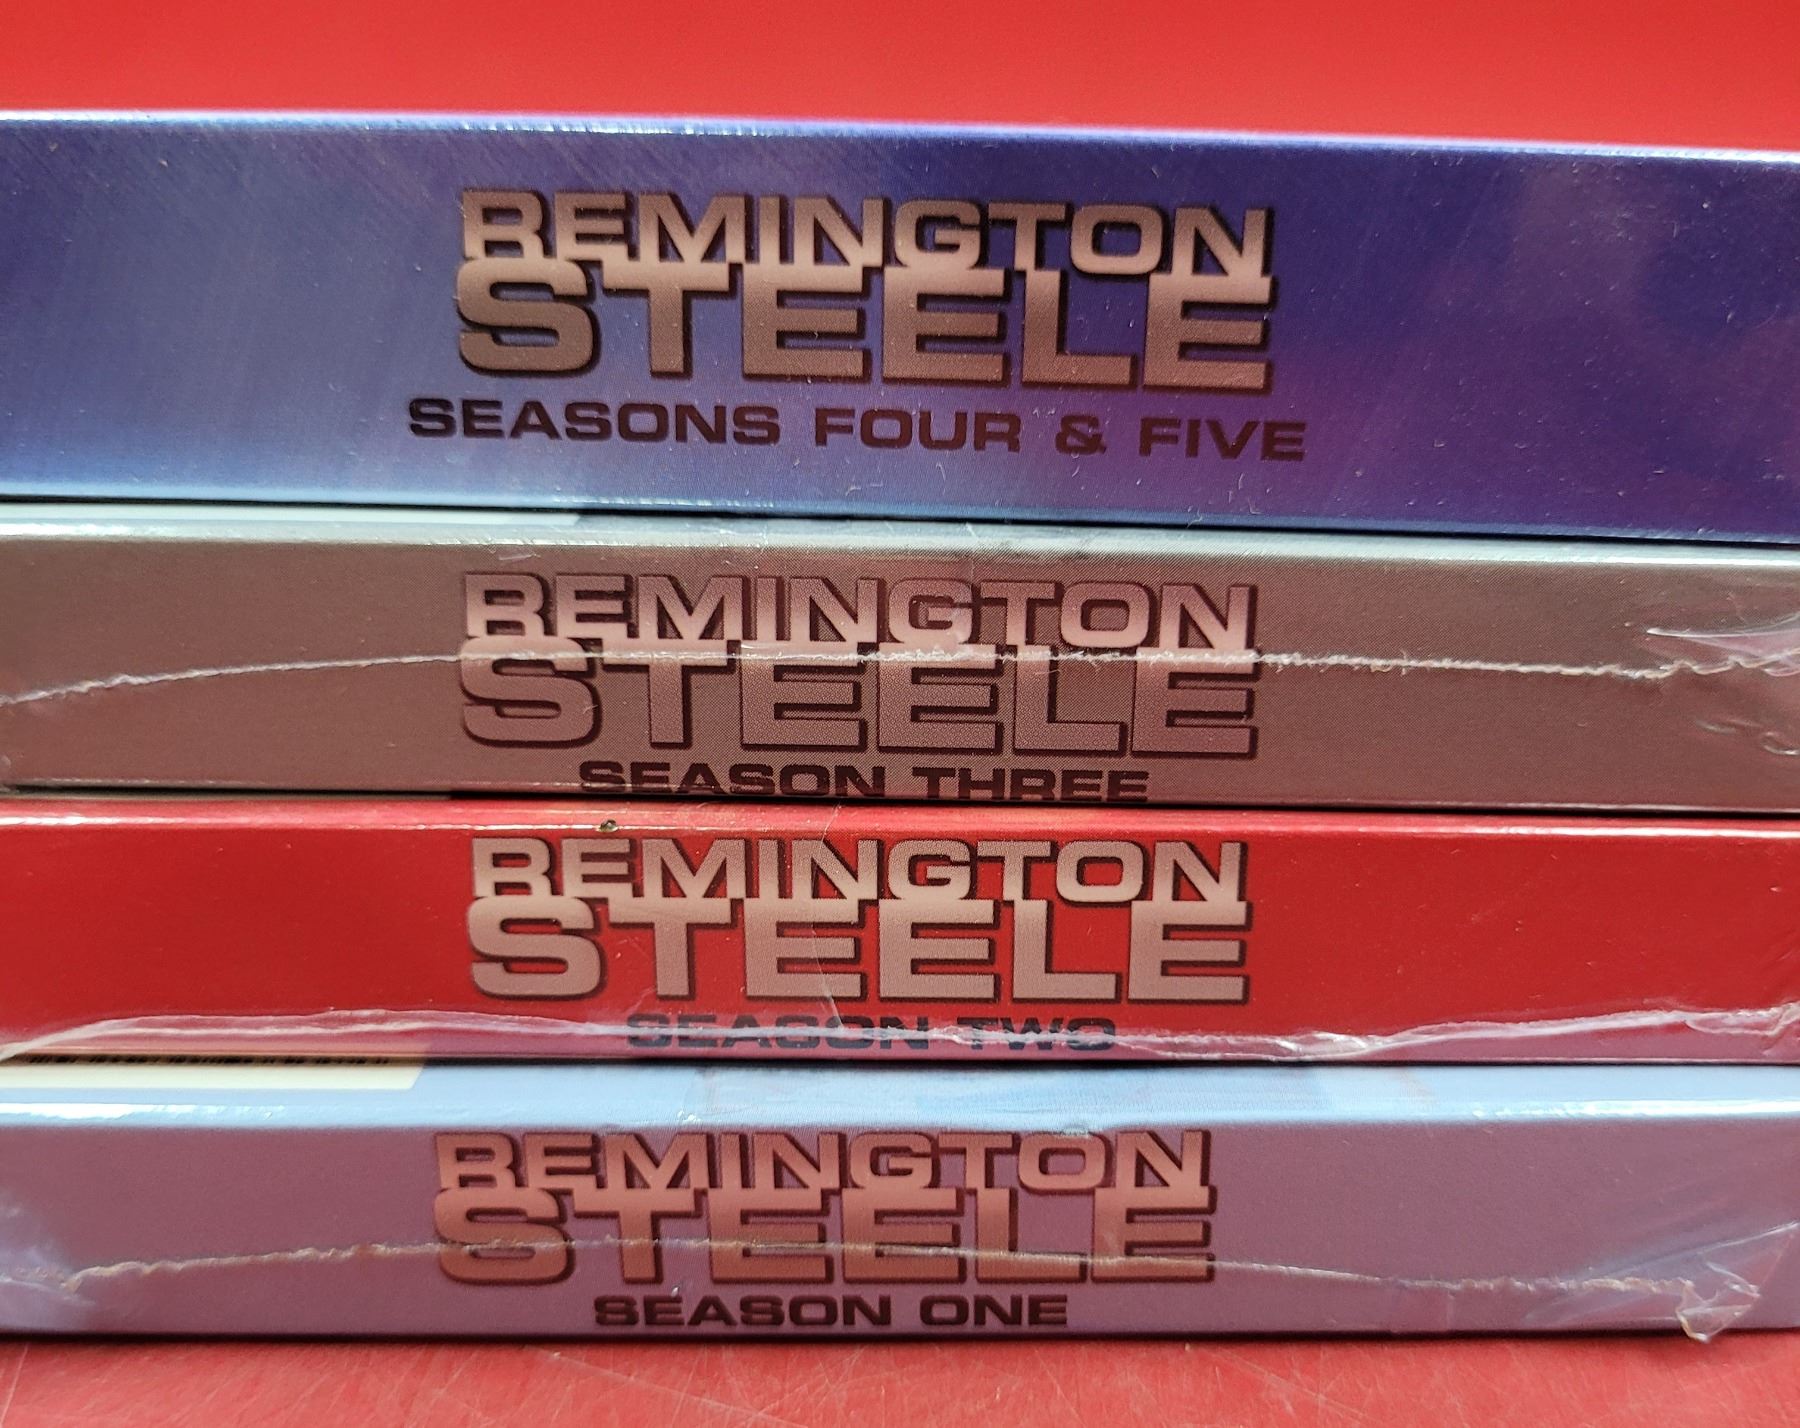 REMINGTON
STEELE
SEASONS FOUR & FIVE
REMINGTON
STEELE
SEASON THREE
REMINGTON
STEELE
SEASON TWO
REMINGTON
STEELE
SEASON ONE